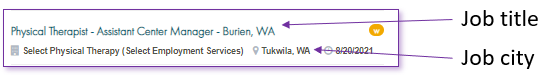 Physical Therapist - Assistant Center Manager - Burien, WA
w
Job title
Select Physical Therapy (Select Employment Services) Tukwila, WA 8/20/2021
Job city